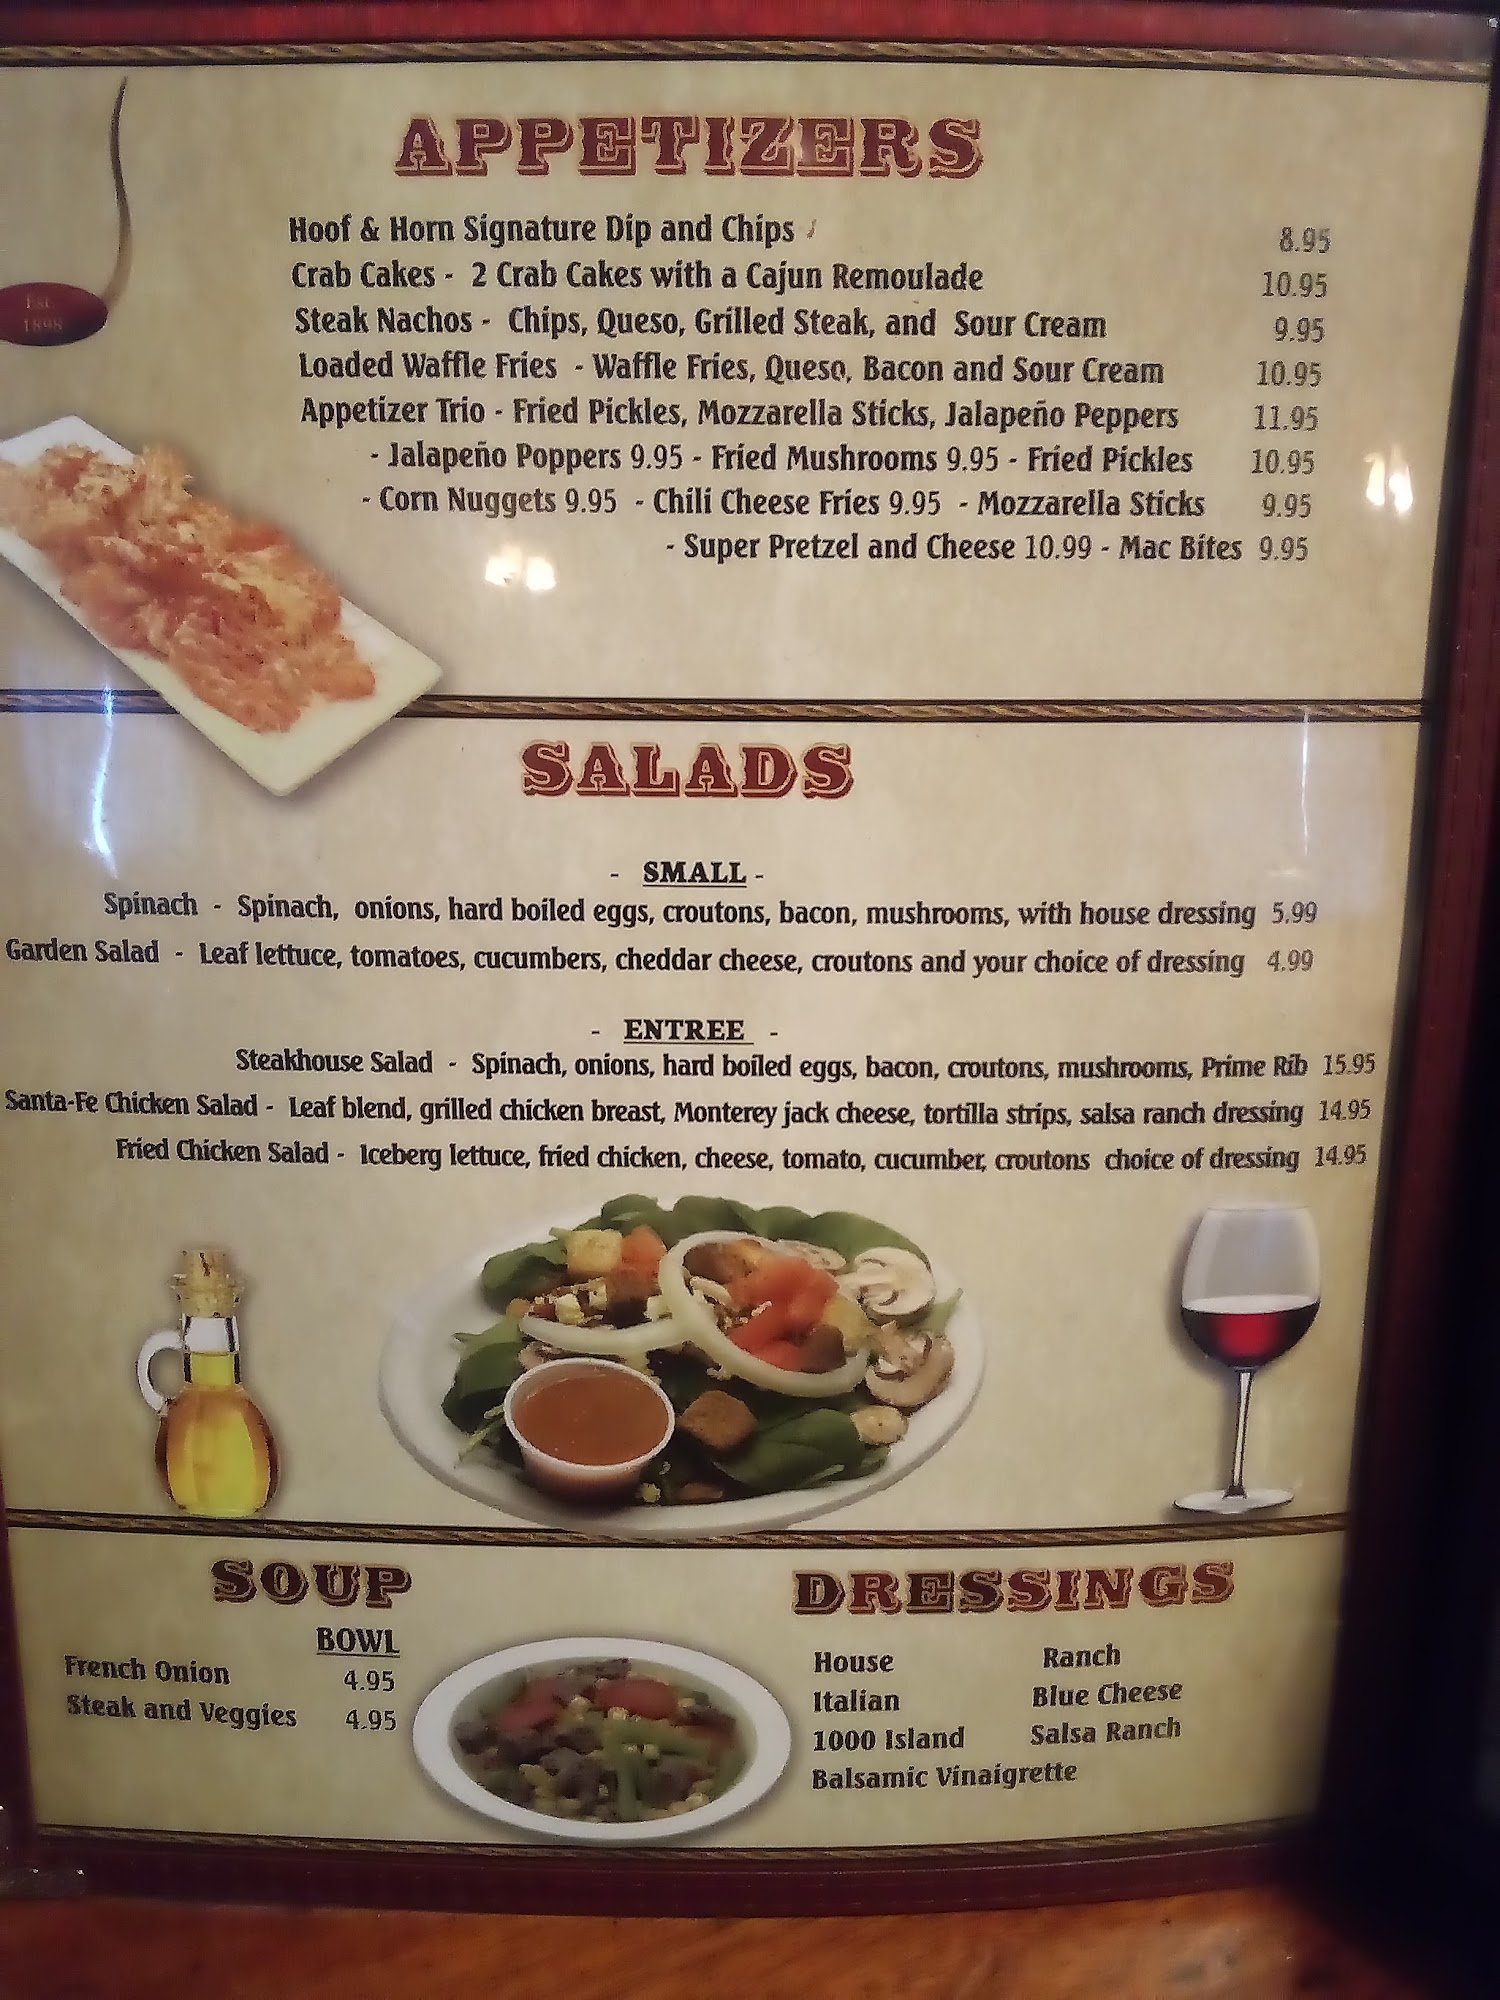 Est.
1898
APPETIZERS
Hoof & Horn Signature Dip and Chips 8.95
Crab Cakes - 2 Crab Cakes with a Cajun Remoulade 10.95
Steak Nachos - Chips, Queso, Grilled Steak, and Sour Cream 9.95
Loaded Waffle Fries - Waffle Fries, Queso, Bacon and Sour Cream 10.95
Appetizer Trio - Fried Pickles, Mozzarella Sticks, Jalapeño Peppers 11.95
- Jalapeño Poppers 9.95 - Fried Mushrooms 9.95 - Fried Pickles 10.95
- Corn Nuggets 9.95 - Chili Cheese Fries 9.95 - Mozzarella Sticks 9.95
- Super Pretzel and Cheese 10.99 - Mac Bites 9.95
SALADS
- SMALL -
Spinach - Spinach, onions, hard boiled eggs, croutons, bacon, mushrooms, with house dressing 5.99
Garden Salad - Leaf lettuce, tomatoes, cucumbers, cheddar cheese, croutons and your choice of dressing 4.99
- ENTREE -
Steakhouse Salad - Spinach, onions, hard boiled eggs, bacon, croutons, mushrooms, Prime Rib 15.95
Santa-Fe Chicken Salad - Leaf blend, grilled chicken breast, Monterey jack cheese, tortilla strips, salsa ranch dressing 14.95
Fried Chicken Salad - Iceberg lettuce, fried chicken, cheese, tomato, cucumber, croutons choice of dressing 14.95
SOUP
BOWL
French Onion 4.95
Steak and Veggies 4.95
DRESSINGS
House Ranch
Italian Blue Cheese
1000 Island Salsa Ranch
Balsamic Vinaigrette